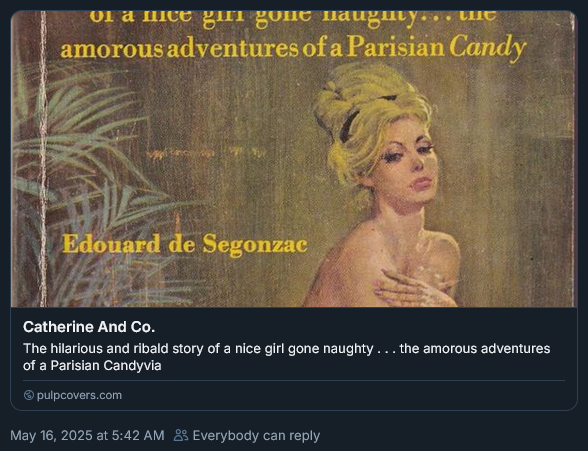 of a nice girl gone naughty... the
amorous adventures of a Parisian Candy
Edouard de Segonzac
Catherine And Co.
The hilarious and ribald story of a nice girl gone naughty . . . the amorous adventures
of a Parisian Candyvia
pulpcovers.com
May 16, 2025 at 5:42 AM Everybody can reply